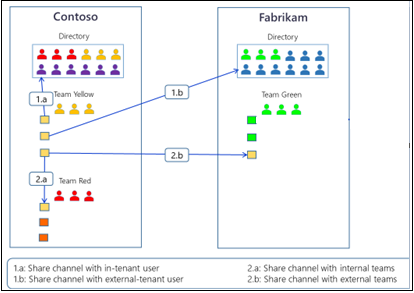 Contoso
Fabrikam
Directory
Directory
1.a
Team Yellow
1.b
Team Green
2.a
2.b
Team Red
1.a: Share channel with in-tenant user
2.a: Share channel with internal teams
1.b: Share channel with external-tenant user
2.b: Share channel with external teams